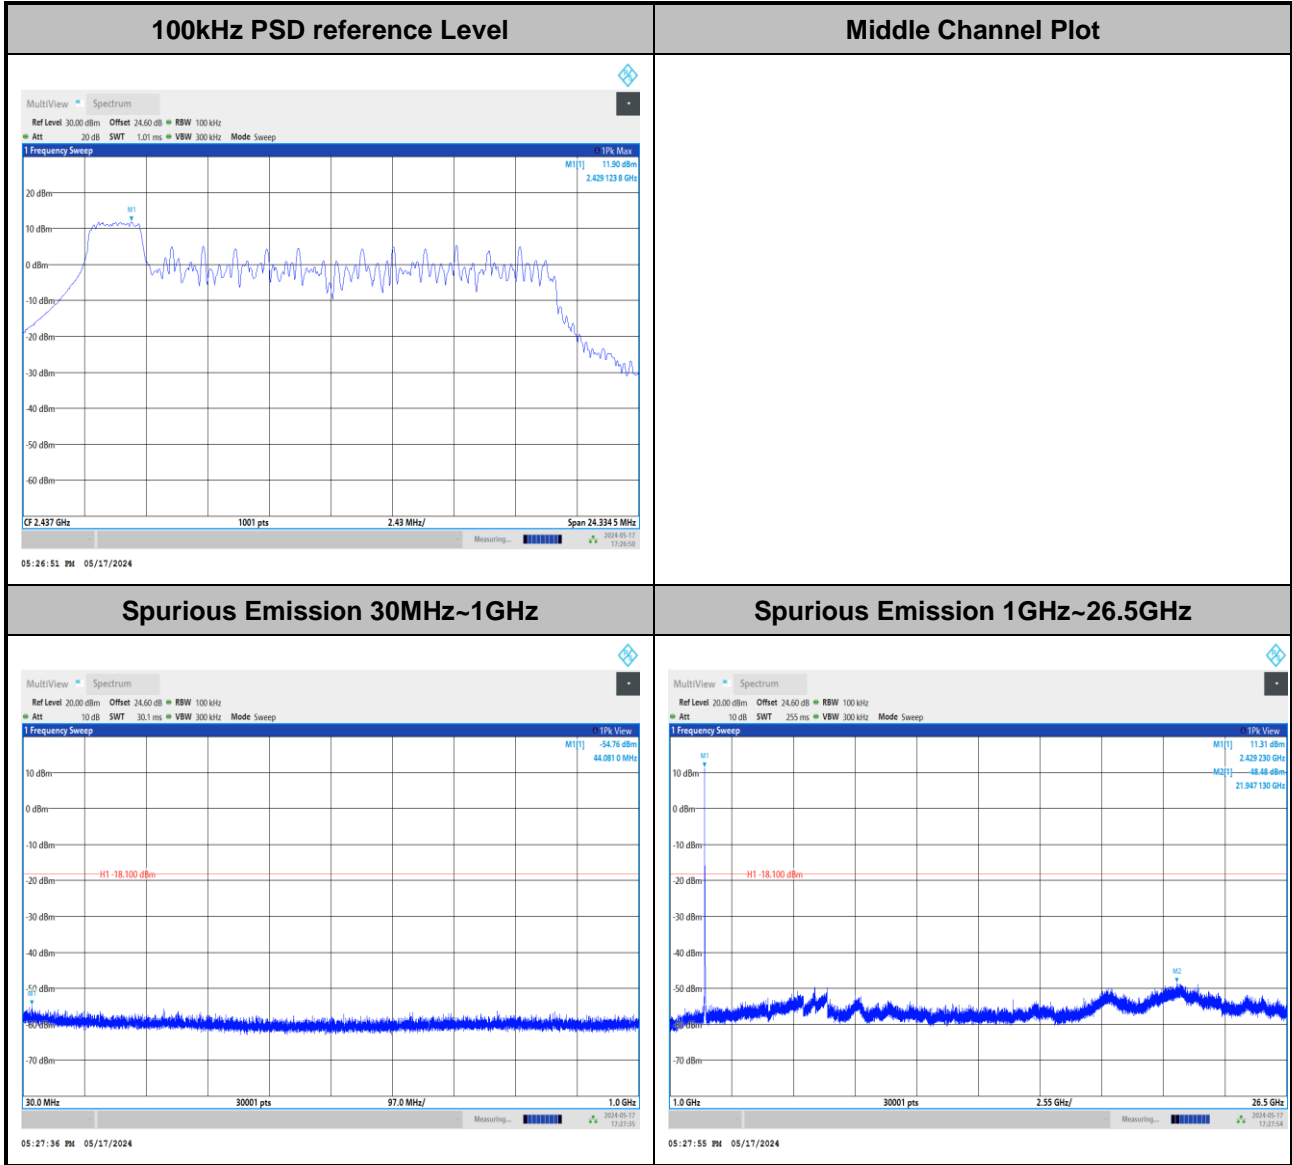 100kHz PSD reference Level
Middle Channel Plot
MultiView Spectrum
Ref Level 30.00 dBm Offset 24.60 dB RBW 100 kHz
Att 20 dB SWT 1.01 ms VBW 300 kHz Mode Sweep
1 Frequency Sweep 1Pk Max
M1[1] 11.90 dBm
2.429 123 8 GHz
20 dBm
M1
10 dBm
0 dBm
-10 dBm
-20 dBm
-30 dBm
-40 dBm
-50 dBm
-60 dBm
CF 2.437 GHz 1001 pts 2.43 MHz/ Span 24.334 5 MHz
Measuring... 2024-05-17
17:26:50
05:26:51 PM 05/17/2024
Spurious Emission 30MHz~1GHz
Spurious Emission 1GHz~26.5GHz
MultiView Spectrum
Ref Level 20.00 dBm Offset 24.60 dB RBW 100 kHz
Att 10 dB SWT 30.1 ms VBW 300 kHz Mode Sweep
1 Frequency Sweep 1Pk View
M1[1] -54.76 dBm
44.081 0 MHz
10 dBm
0 dBm
-10 dBm
H1 -18.100 dBm
-20 dBm
-30 dBm
-40 dBm
-50 dBm
M1
-60 dBm
-70 dBm
30.0 MHz 30001 pts 97.0 MHz/ 1.0 GHz
Measuring... 2024-05-17
17:27:35
05:27:36 PM 05/17/2024
MultiView Spectrum
Ref Level 20.00 dBm Offset 24.60 dB RBW 100 kHz
Att 10 dB SWT 255 ms VBW 300 kHz Mode Sweep
1 Frequency Sweep 1Pk View
M1[1] 11.31 dBm
2.429 230 GHz
M2[1] -48.48 dBm
21.947 130 GHz
M1
10 dBm
0 dBm
-10 dBm
H1 -18.100 dBm
-20 dBm
-30 dBm
-40 dBm
M2
-50 dBm
-60 dBm
-70 dBm
1.0 GHz 30001 pts 2.55 GHz/ 26.5 GHz
Measuring... 2024-05-17
17:27:54
05:27:55 PM 05/17/2024